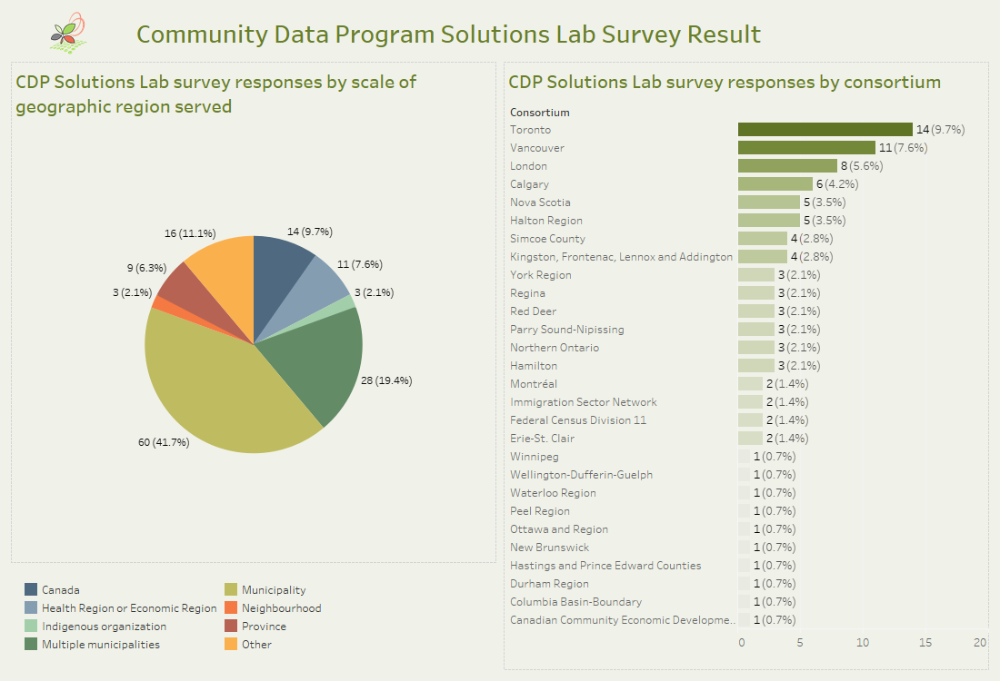 Community Data Program Solutions Lab Survey Result
CDP Solutions Lab survey responses by scale of
geographic region served
16 (11.1%)
14 (9.7%)
9 (6.3%)
11 (7.6%)
3 (2.1%)
3 (2.1%)
28 (19.4%)
60 (41.7%)
Canada
Health Region or Economic Region
Indigenous organization
Multiple municipalities
Municipality
Neighbourhood
Province
Other
CDP Solutions Lab survey responses by consortium
Consortium
Toronto 14 (9.7%)
Vancouver 11 (7.6%)
London 8 (5.6%)
Calgary 6 (4.2%)
Nova Scotia 5 (3.5%)
Halton Region 5 (3.5%)
Simcoe County 4 (2.8%)
Kingston, Frontenac, Lennox and Addington 4 (2.8%)
York Region 3 (2.1%)
Regina 3 (2.1%)
Red Deer 3 (2.1%)
Parry Sound-Nipissing 3 (2.1%)
Northern Ontario 3 (2.1%)
Hamilton 3 (2.1%)
Montréal 2 (1.4%)
Immigration Sector Network 2 (1.4%)
Federal Census Division 11 2 (1.4%)
Erie-St. Clair 2 (1.4%)
Winnipeg 1 (0.7%)
Wellington-Dufferin-Guelph 1 (0.7%)
Waterloo Region 1 (0.7%)
Peel Region 1 (0.7%)
Ottawa and Region 1 (0.7%)
New Brunswick 1 (0.7%)
Hastings and Prince Edward Counties 1 (0.7%)
Durham Region 1 (0.7%)
Columbia Basin-Boundary 1 (0.7%)
Canadian Community Economic Developme.. 1 (0.7%)
0 5 10 15 20